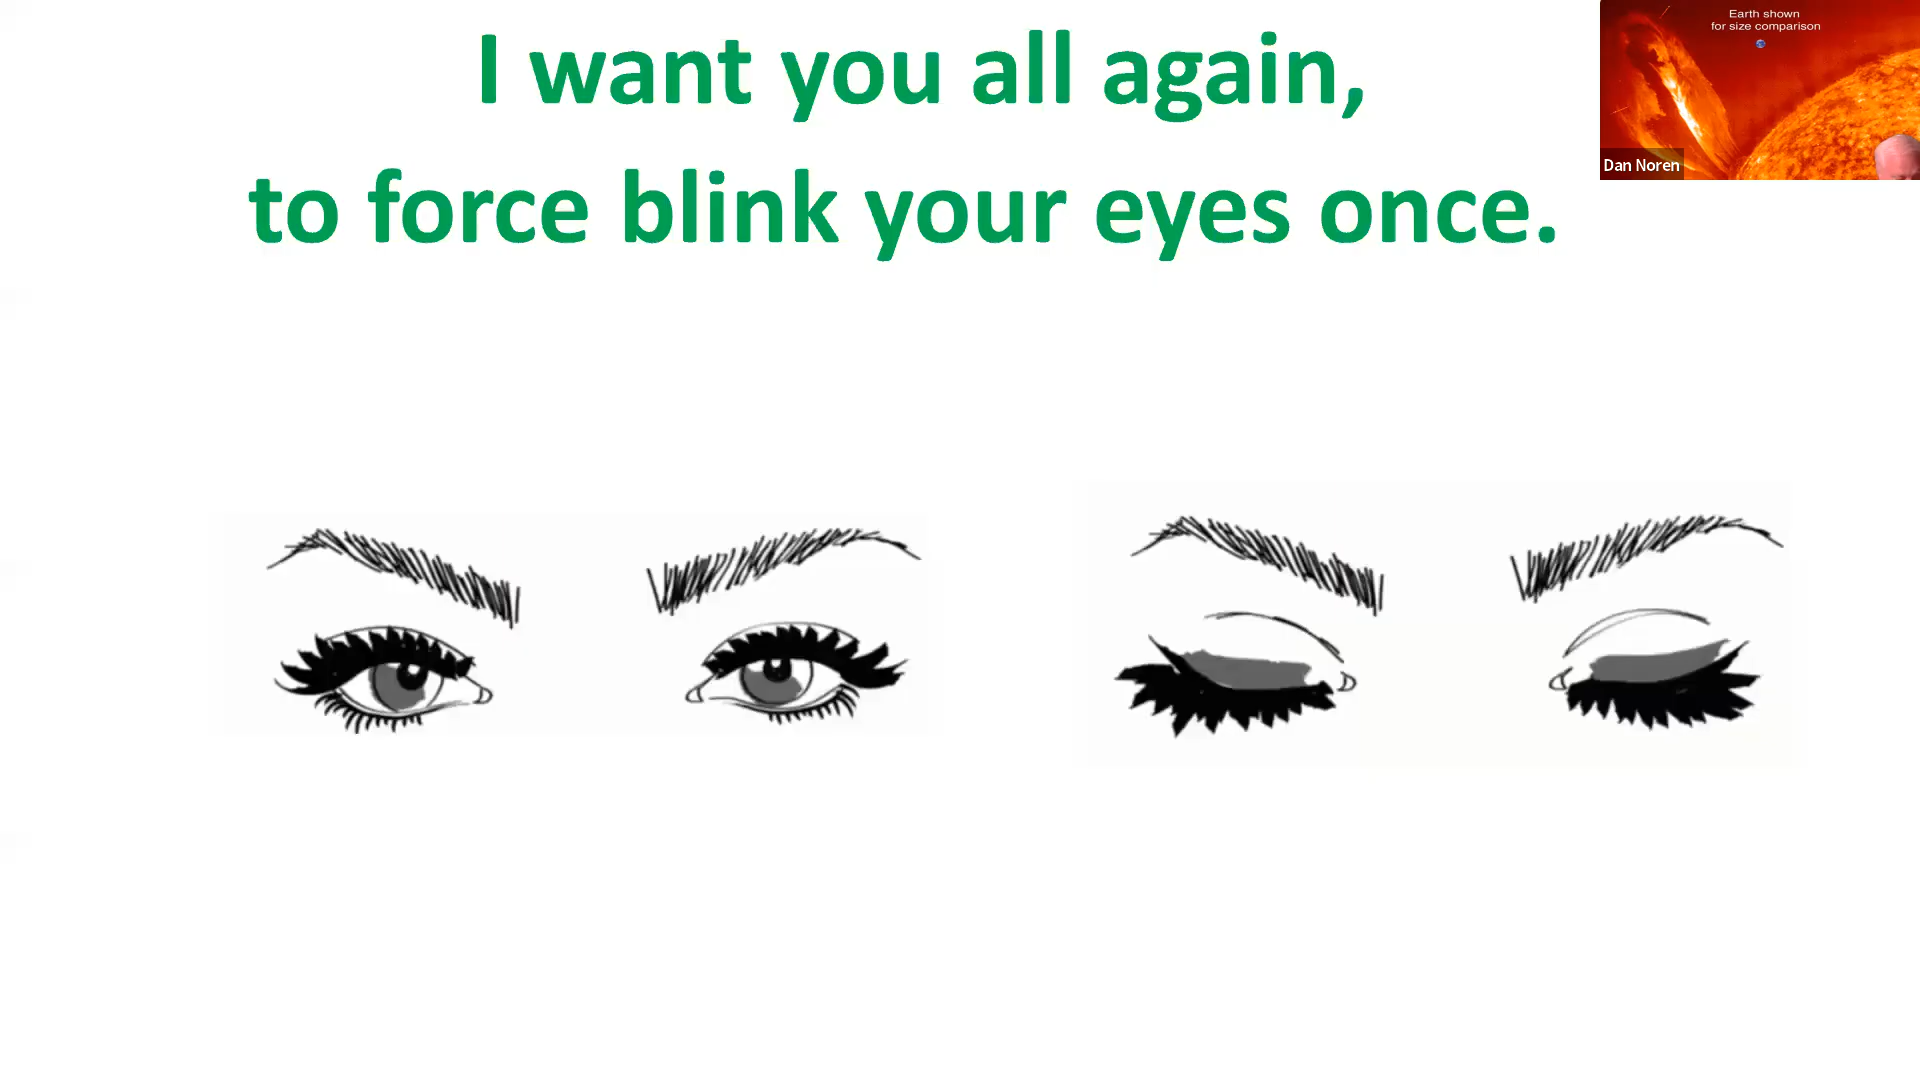 I want you all again,
to force blink your eyes once.
Earth shown
for size comparison
Dan Noren